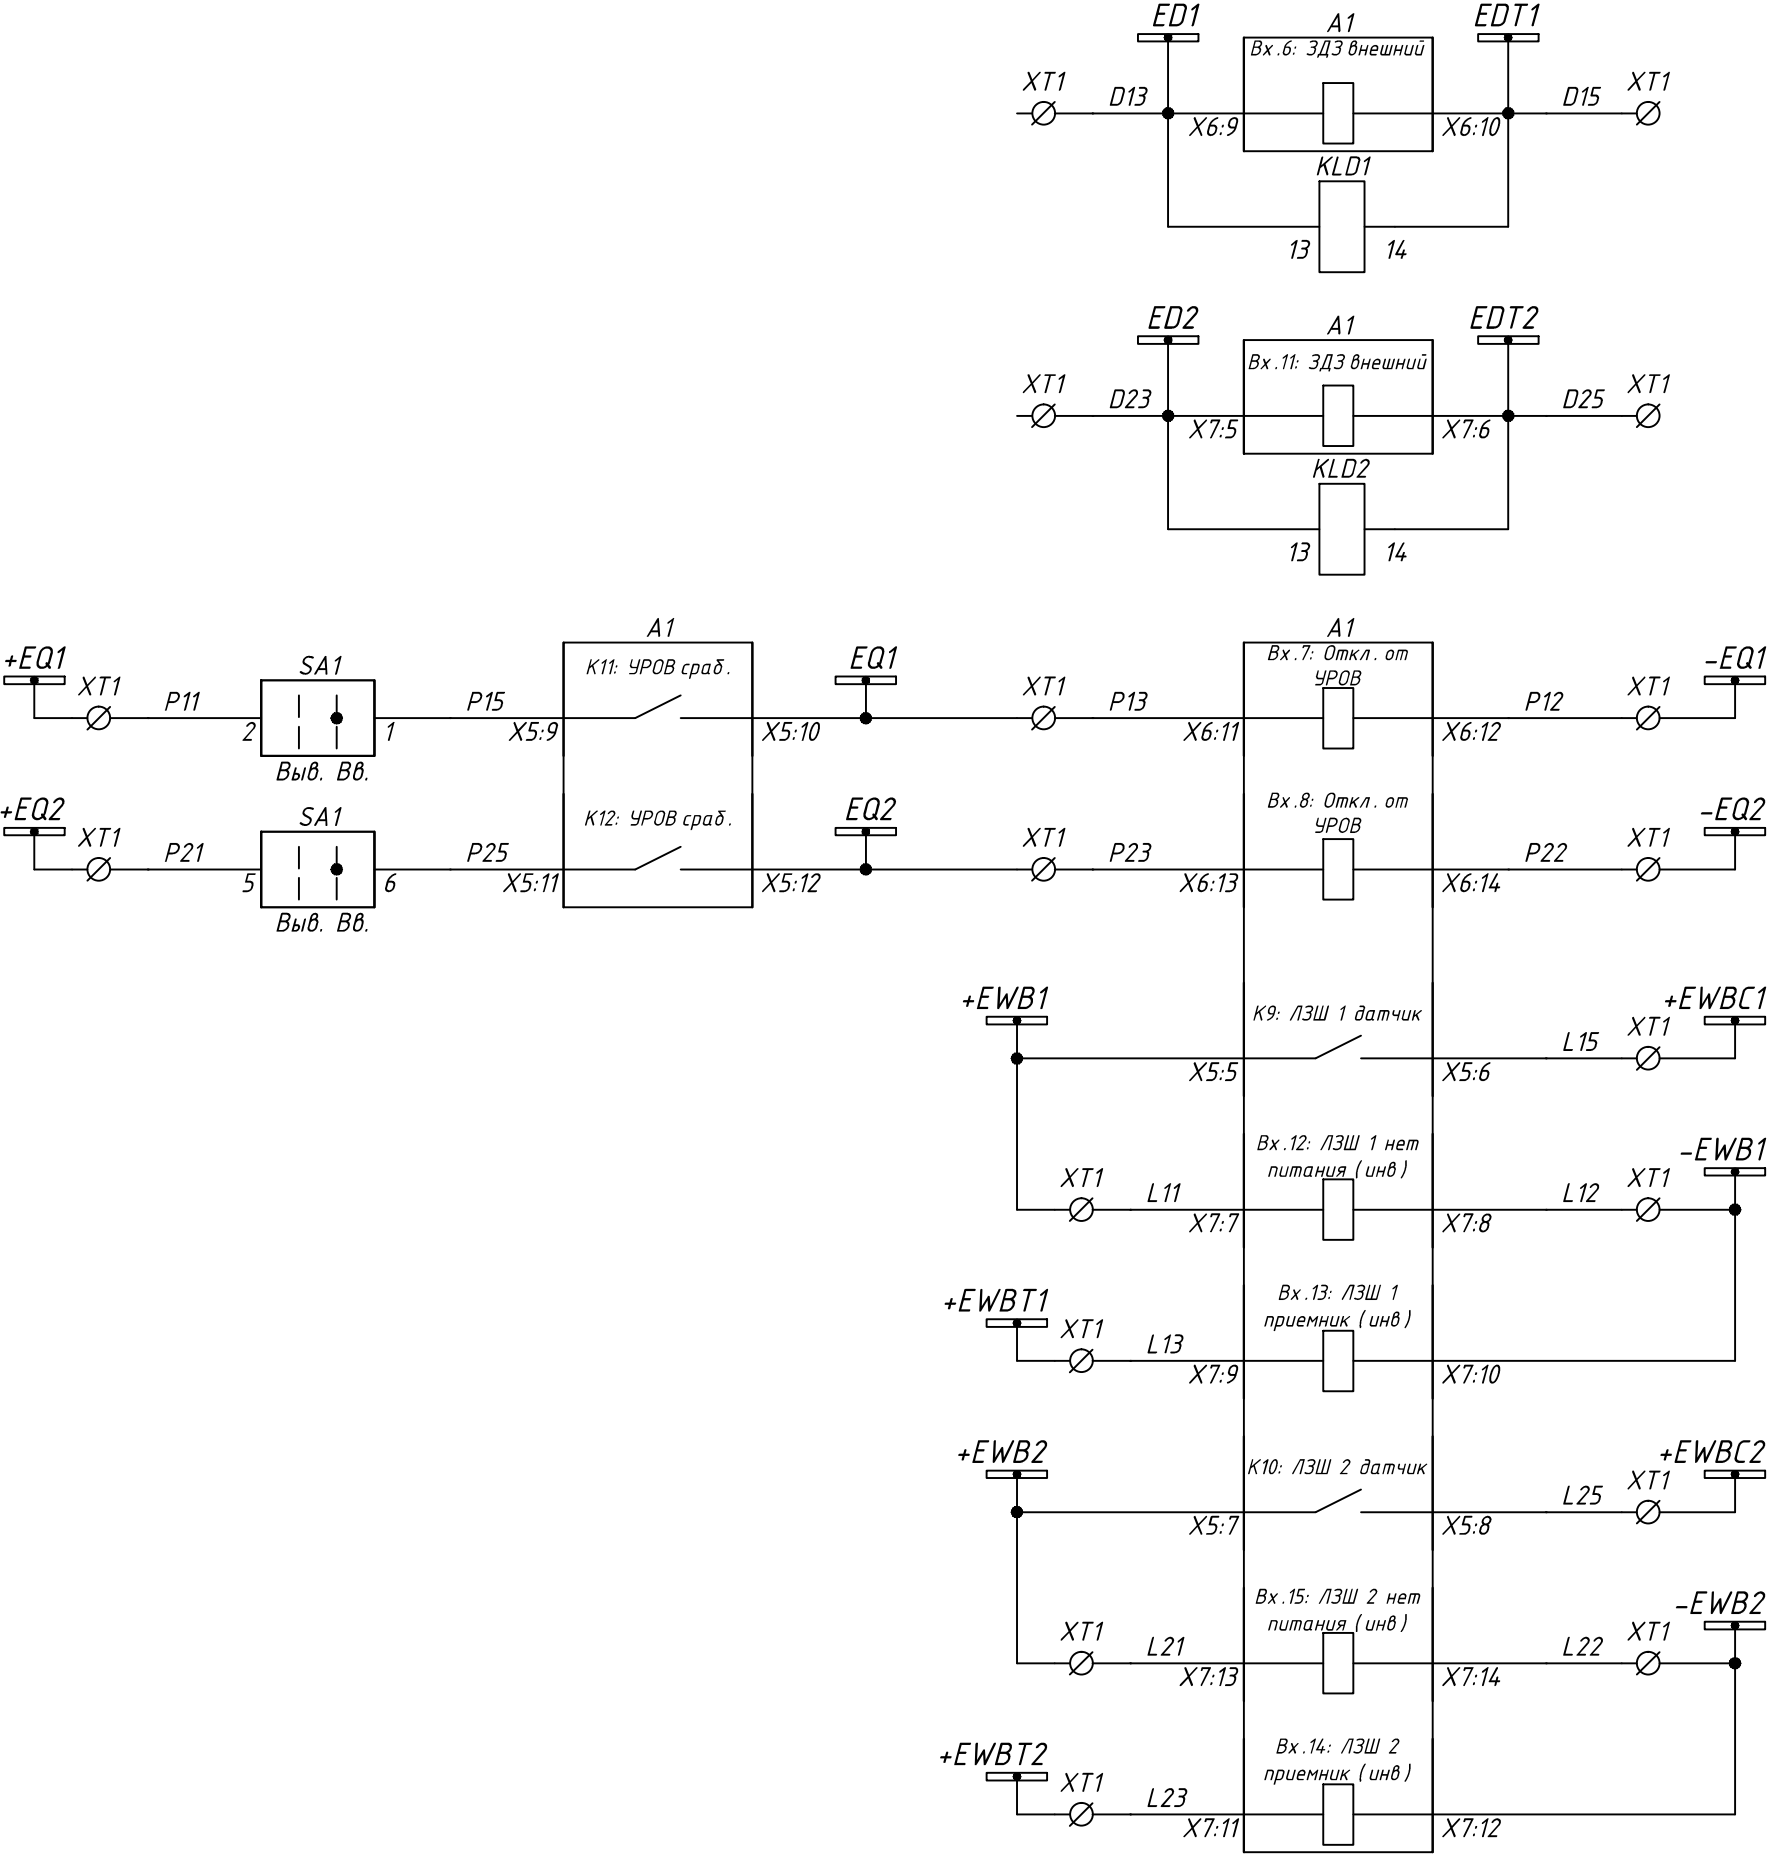 ED1 A1 EDT1
Вх.6: ЗДЗ внешний
XT1 D13 D15 XT1
X6:9 X6:10
KLD1
13 14
ED2 A1 EDT2
Вх.11: ЗДЗ внешний
XT1 D23 D25 XT1
X7:5 X7:6
KLD2
13 14
A1 A1
+EQ1 SA1 К11: УРОВ сраб. EQ1 Вх.7: Откл. от -EQ1
УРОВ
XT1 P11 P15 XT1 P13 P12 XT1
2 1 X5:9 X5:10 X6:11 X6:12
Выв. Вв.
+EQ2 SA1 К12: УРОВ сраб. EQ2 Вх.8: Откл. от -EQ2
УРОВ
XT1 P21 P25 XT1 P23 P22 XT1
5 6 X5:11 X5:12 X6:13 X6:14
Выв. Вв.
+EWB1 К9: ЛЗШ 1 датчик +EWBC1
L15 XT1
X5:5 X5:6
Вх.12: ЛЗШ 1 нет -EWB1
питания (инв)
XT1 L11 L12 XT1
X7:7 X7:8
+EWBT1 Вх.13: ЛЗШ 1
приемник (инв)
XT1 L13
X7:9 X7:10
+EWB2 К10: ЛЗШ 2 датчик +EWBC2
L25 XT1
X5:7 X5:8
Вх.15: ЛЗШ 2 нет -EWB2
питания (инв)
XT1 L21 L22 XT1
X7:13 X7:14
+EWBT2 Вх.14: ЛЗШ 2
приемник (инв)
XT1 L23
X7:11 X7:12